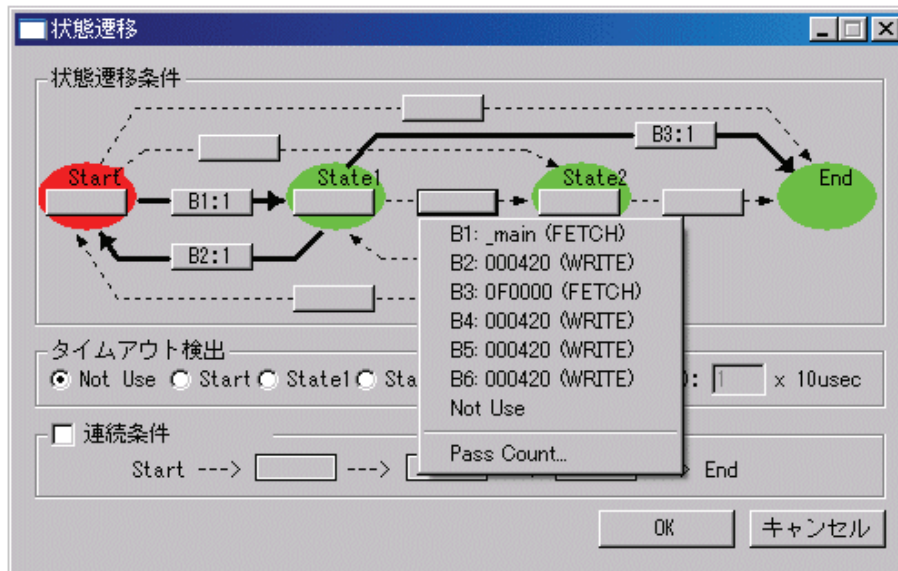 状態遷移
状態遷移条件
B3:1
Start
State1
State2
End
B1:1
B2:1
B1: _main (FETCH)
B2: 000420 (WRITE)
B3: 0F0000 (FETCH)
B4: 000420 (WRITE)
B5: 000420 (WRITE)
B6: 000420 (WRITE)
Not Use
Pass Count...
タイムアウト検出
Not Use Start State1 : 1 x 10usec
連続条件
Start ---> ---> > End
OK キャンセル